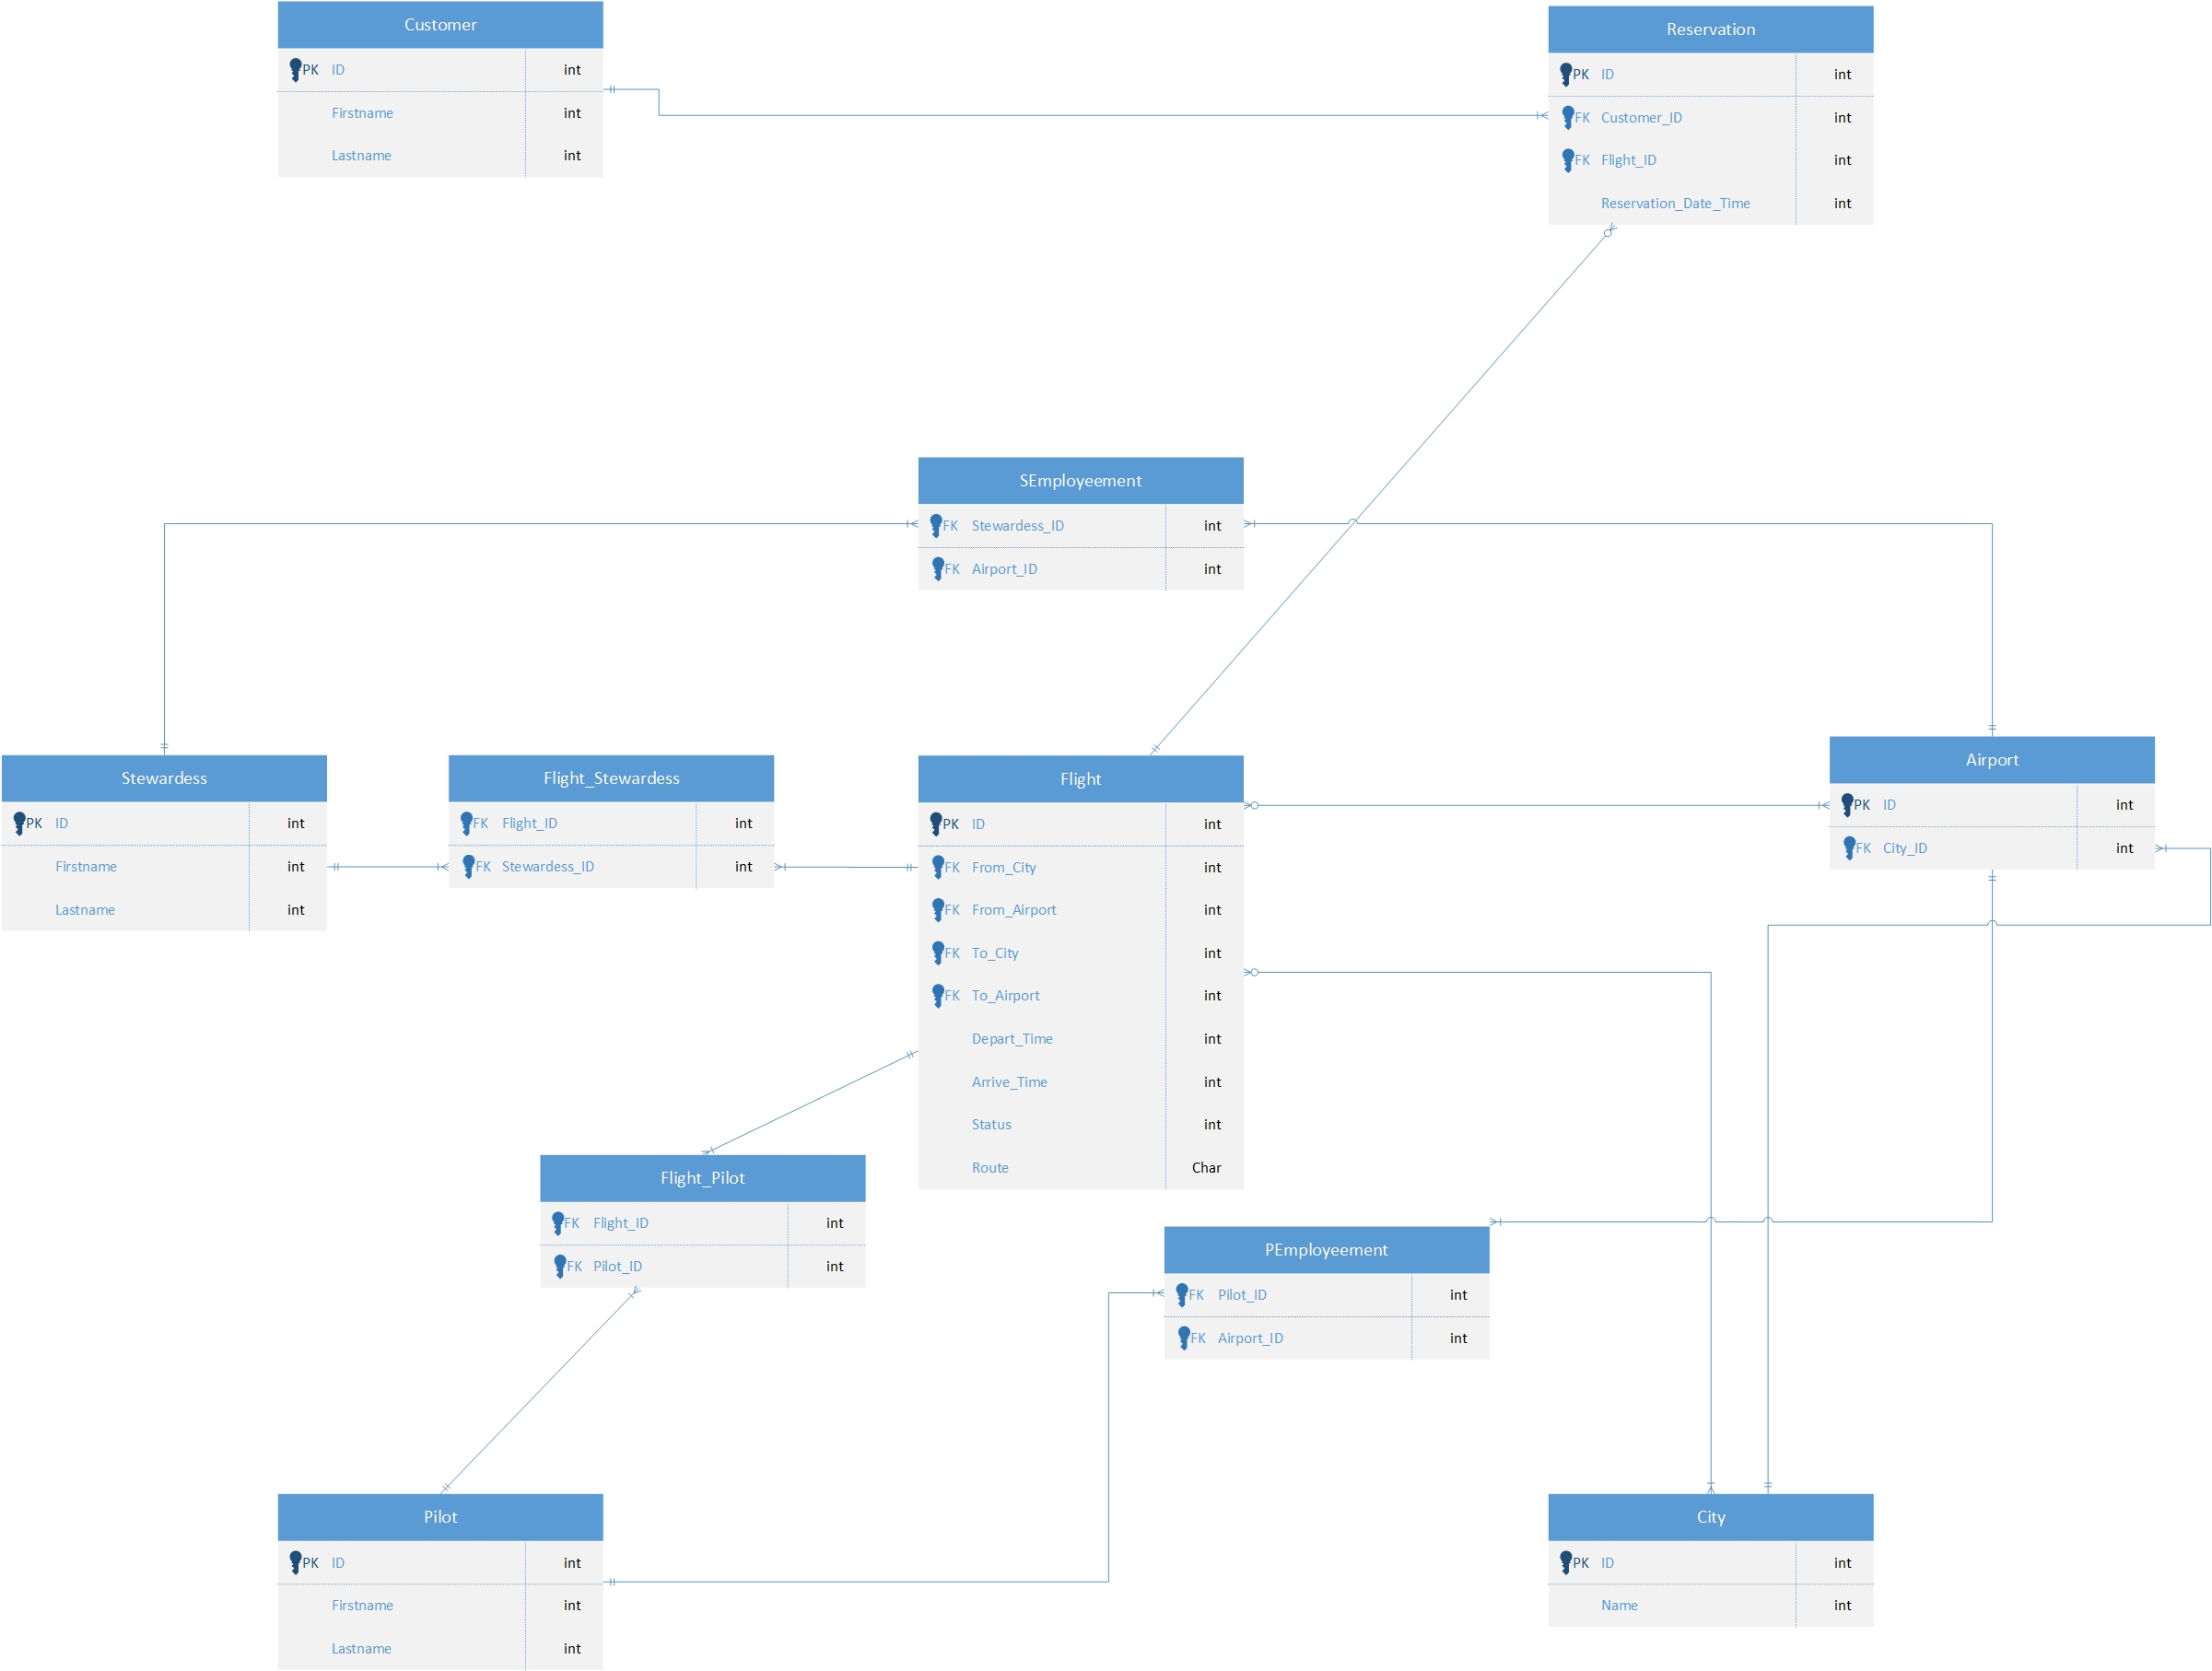 Customer
PK ID int
Firstname int
Lastname int
Reservation
PK ID int
FK Customer_ID int
FK Flight_ID int
Reservation_Date_Time int
SEmployeement
FK Stewardess_ID int
FK Airport_ID int
Stewardess
PK ID int
Firstname int
Lastname int
Flight_Stewardess
FK Flight_ID int
FK Stewardess_ID int
Flight
PK ID int
FK From_City int
FK From_Airport int
FK To_City int
FK To_Airport int
Depart_Time int
Arrive_Time int
Status int
Route Char
Airport
PK ID int
FK City_ID int
Flight_Pilot
FK Flight_ID int
FK Pilot_ID int
PEmployeement
FK Pilot_ID int
FK Airport_ID int
Pilot
PK ID int
Firstname int
Lastname int
City
PK ID int
Name int